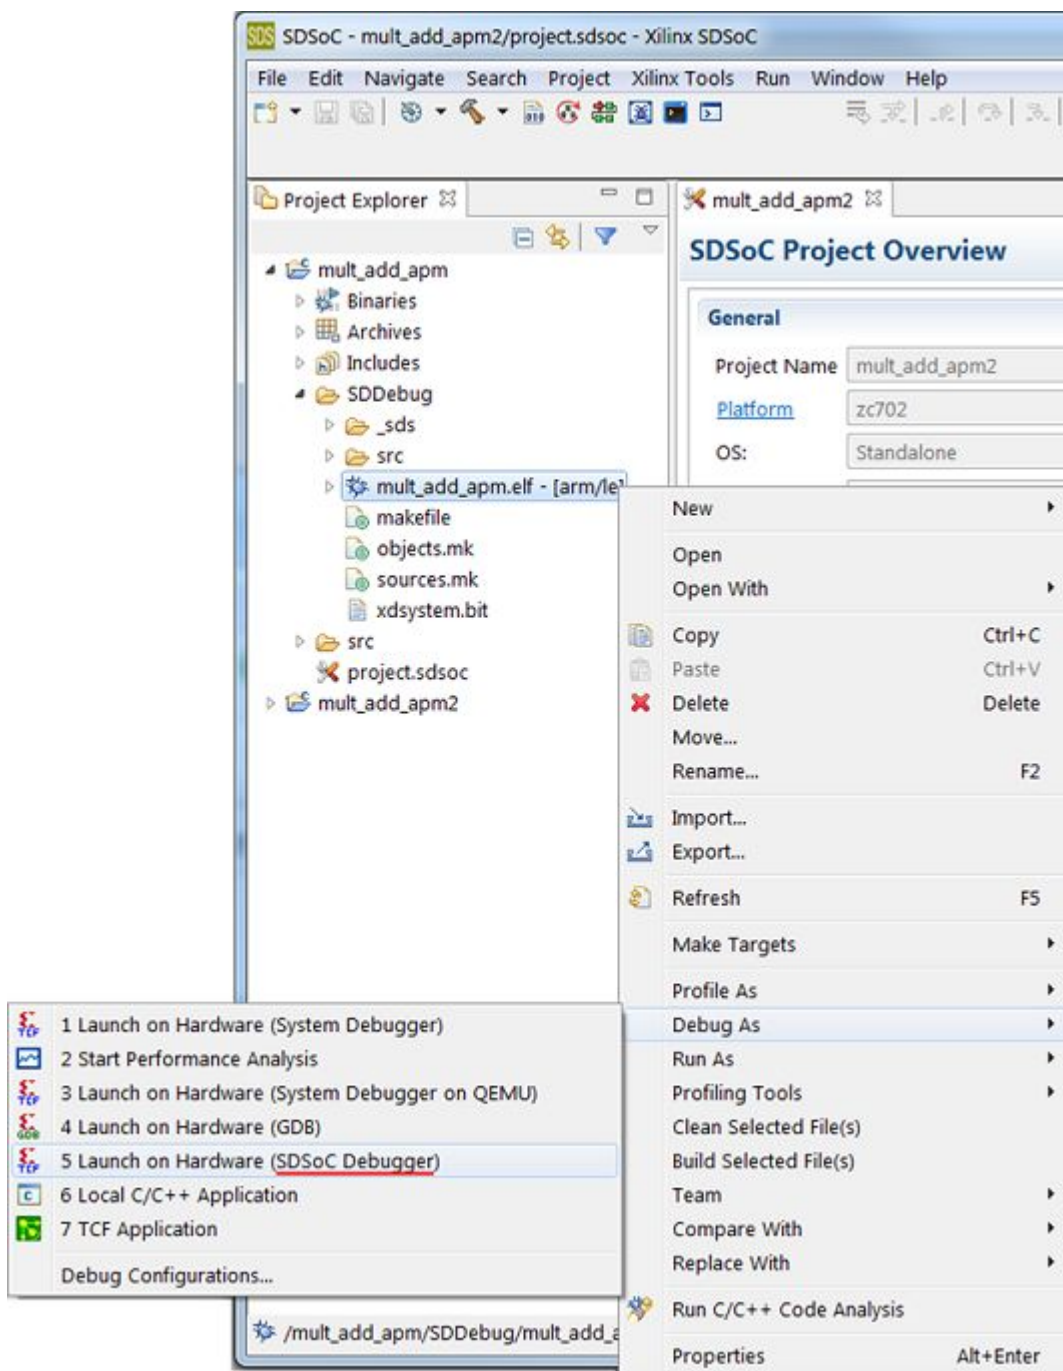 SDS SDSoC - mult_add_apm2/project.sdsoc - Xilinx SDSoC
File Edit Navigate Search Project Xilinx Tools Run Window Help
Project Explorer
mult_add_apm2
SDSoC Project Overview
mult_add_apm
Binaries
Archives
Includes
SDDebug
_sds
src
mult_add_apm.elf - [arm/le]
makefile
objects.mk
sources.mk
xdsystem.bit
src
project.sdsoc
mult_add_apm2
General
Project Name mult_add_apm2
Platform zc702
OS: Standalone
New
Open
Open With
Copy Ctrl+C
Paste Ctrl+V
Delete Delete
Move...
Rename... F2
Import...
Export...
Refresh F5
Make Targets
Profile As
Debug As
Run As
Profiling Tools
Clean Selected File(s)
Build Selected File(s)
Team
Compare With
Replace With
Run C/C++ Code Analysis
Properties Alt+Enter
TCF 1 Launch on Hardware (System Debugger)
2 Start Performance Analysis
TCF 3 Launch on Hardware (System Debugger on QEMU)
GDB 4 Launch on Hardware (GDB)
TCF 5 Launch on Hardware (SDSoC Debugger)
C 6 Local C/C++ Application
7 TCF Application
Debug Configurations...
/mult_add_apm/SDDebug/mult_add_a